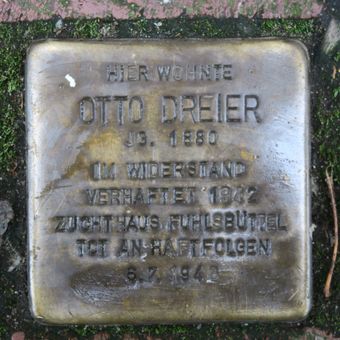 HIER WOHNTE
OTTO DREIER
JG. 1880
IM WIDERSTAND
VERHAFTET 1942
ZUCHTHAUS FUHLSBÜTTEL
TOT AN HAFTFOLGEN
6.7.1943